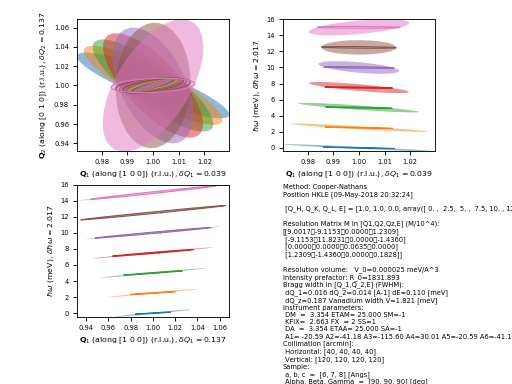 1.06
1.04
1.02
1.00
0.98
0.96
0.94
Q₂ (along [0 1 0]) (r.l.u.), δQ₂ = 0.137
0.98 0.99 1.00 1.01 1.02
Q₁ (along [1 0 0]) (r.l.u.), δQ₁ = 0.039
16
14
12
10
8
6
4
2
0
ℏω (meV), δℏω = 2.017
0.98 0.99 1.00 1.01 1.02
Q₁ (along [1 0 0]) (r.l.u.), δQ₁ = 0.039
16
14
12
10
8
6
4
2
0
ℏω (meV), δℏω = 2.017
0.94 0.96 0.98 1.00 1.02 1.04 1.06
Q₁ (along [1 0 0]) (r.l.u.), δQ₁ = 0.137
Method: Cooper-Nathans
Position HKLE [09-May-2018 20:32:24]
[Q_H, Q_K, Q_L, E] = [1.0, 1.0, 0.0, array([ 0. , 2.5, 5. , 7.5, 10. , 12
Resolution Matrix M in [Q1,Q2,Qz,E] (M/10^4):
[[9.0017▯-9.1153▯0.0000▯1.2309]
[-9.1153▯11.8231▯0.0000▯-1.4360]
[0.0000▯0.0000▯0.0635▯0.0000]
[1.2309▯-1.4360▯0.0000▯0.1828]]
Resolution volume: V_0=0.000025 meV/A^3
Intensity prefactor: R_0=1831.893
Bragg width in [Q_1,Q_2,E] (FWHM):
dQ_1=0.016 dQ_2=0.014 [A-1] dE=0.110 [meV]
dQ_z=0.187 Vanadium width V=1.821 [meV]
Instrument parameters:
DM = 3.354 ETAM= 25.000 SM=-1
KFIX= 2.663 FX = 2 SS=1
DA = 3.354 ETAA= 25.000 SA=-1
A1= -20.59 A2=-41.18 A3=-115.60 A4=30.01 A5=-20.59 A6=-41.1
Collimation [arcmin]:
Horizontal: [40, 40, 40, 40]
Vertical: [120, 120, 120, 120]
Sample:
a, b, c = [6, 7, 8] [Angs]
Alpha, Beta, Gamma = [90, 90, 90] [deg]